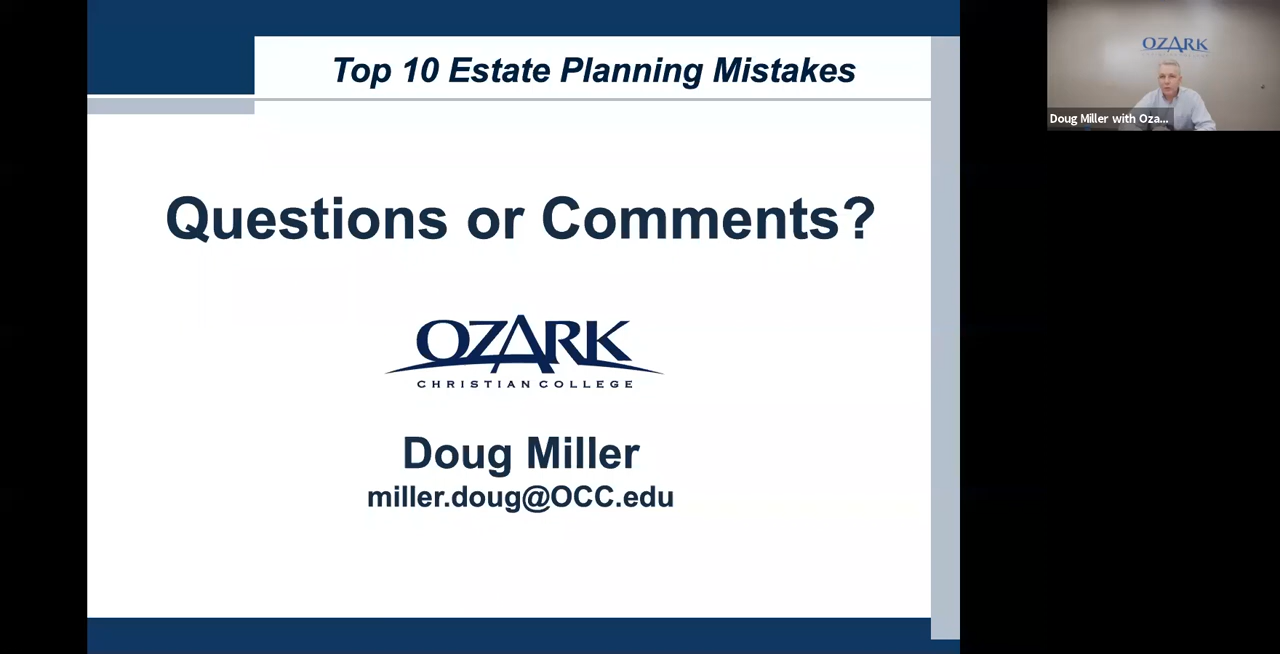 Top 10 Estate Planning Mistakes
Questions or Comments?
OZARK
CHRISTIAN COLLEGE
Doug Miller
miller.doug@OCC.edu
OZARK
Doug Miller with Oza...